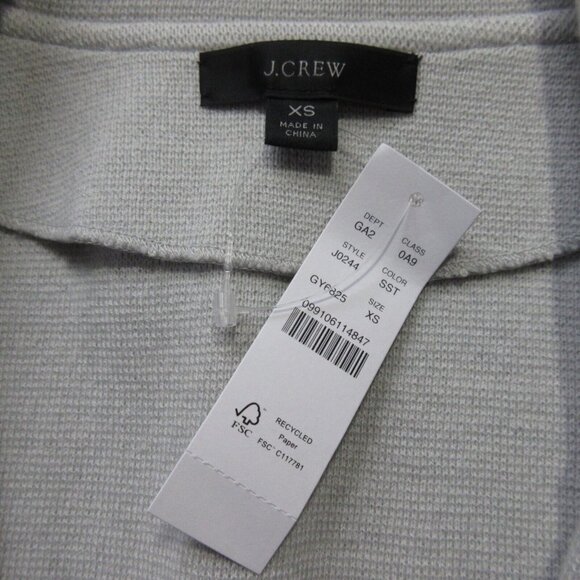 J.CREW
XS
MADE IN
CHINA
DEPT CLASS
GA2 0A9
STYLE COLOR
J0244 SST
SIZE
GY6825 XS
099106114847
FSC
RECYCLED
Paper
FSC® C117781